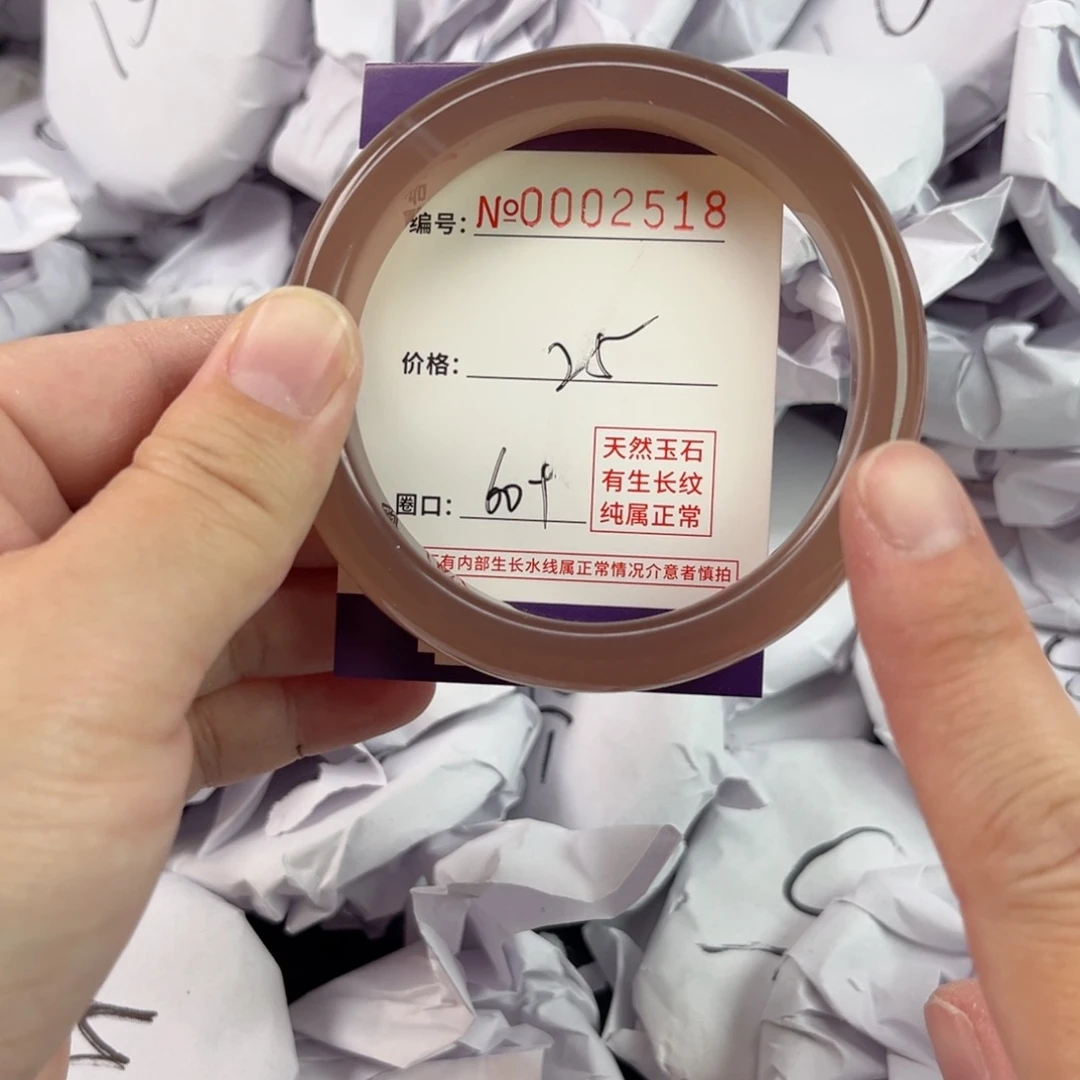 编号: №0002518
价格: 25
圈口: 60+
天然玉石
有生长纹
纯属正常
有内部生长水线属正常情况介意者慎拍